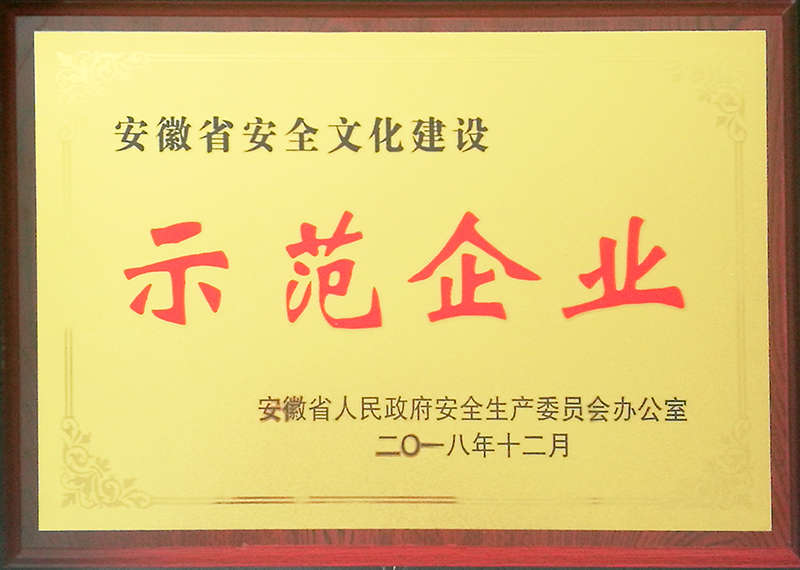 安徽省安全文化建设
示范企业
安徽省人民政府安全生产委员会办公室
二〇一八年十二月